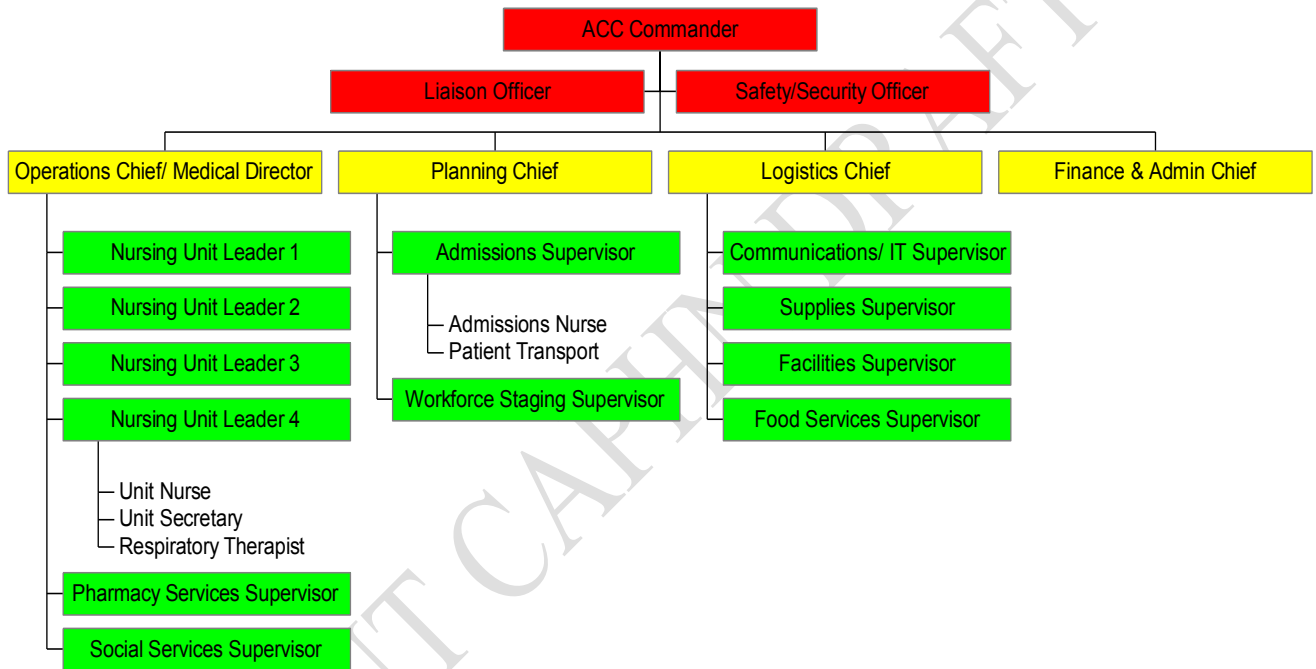 ACC Commander
Liaison Officer
Safety/Security Officer
Operations Chief/ Medical Director
Planning Chief
Logistics Chief
Finance & Admin Chief
Nursing Unit Leader 1
Nursing Unit Leader 2
Nursing Unit Leader 3
Nursing Unit Leader 4
Unit Nurse
Unit Secretary
Respiratory Therapist
Pharmacy Services Supervisor
Social Services Supervisor
Admissions Supervisor
Admissions Nurse
Patient Transport
Workforce Staging Supervisor
Communications/ IT Supervisor
Supplies Supervisor
Facilities Supervisor
Food Services Supervisor
CAPHN DRAFT